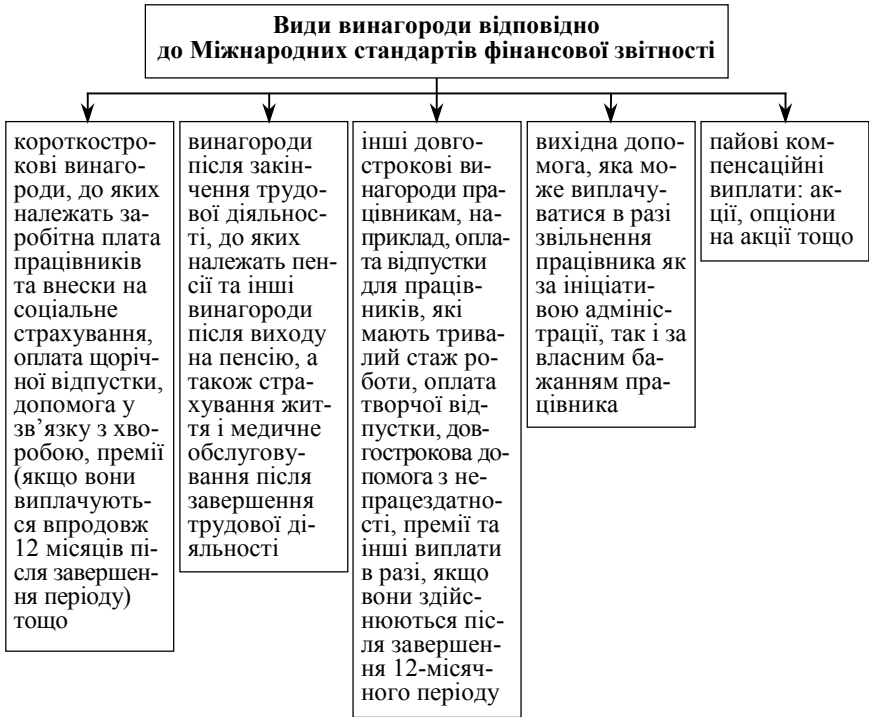 Види винагороди відповідно
до Міжнародних стандартів фінансової звітності
короткостро-
кові винаго-
роди, до яких
належать за-
робітна плата
працівників
та внески на
соціальне
страхування,
оплата щоріч-
ної відпустки,
допомога у
зв’язку з хво-
робою, премії
(якщо вони
виплачують-
ся впродовж
12 місяців пі-
сля завершен-
ня періоду)
тощо
винагороди
після закін-
чення трудо-
вої діяльнос-
ті, до яких
належать пен-
сії та інші
винагороди
після виходу
на пенсію, а
також стра-
хування жит-
тя і медичне
обслугову-
вання після
завершення
трудової ді-
яльності
інші довго-
строкові ви-
нагороди пра-
цівникам, на-
приклад, опла-
та відпустки
для праців-
ників, які
мають трива-
лий стаж ро-
боти, оплата
творчої від-
пустки, дов-
гострокова до-
помога з не-
працездатно-
сті, премії та
інші виплати
в разі, якщо
вони здійс-
нюються піс-
ля завершен-
ня 12-місяч-
ного періоду
вихідна допо-
мога, яка мо-
же виплачу-
ватися в разі
звільнення
працівника як
за ініціати-
вою адмініс-
трації, так і за
власним ба-
жанням пра-
цівника
пайові ком-
пенсаційні
виплати: ак-
ції, опціони
на акції тощо